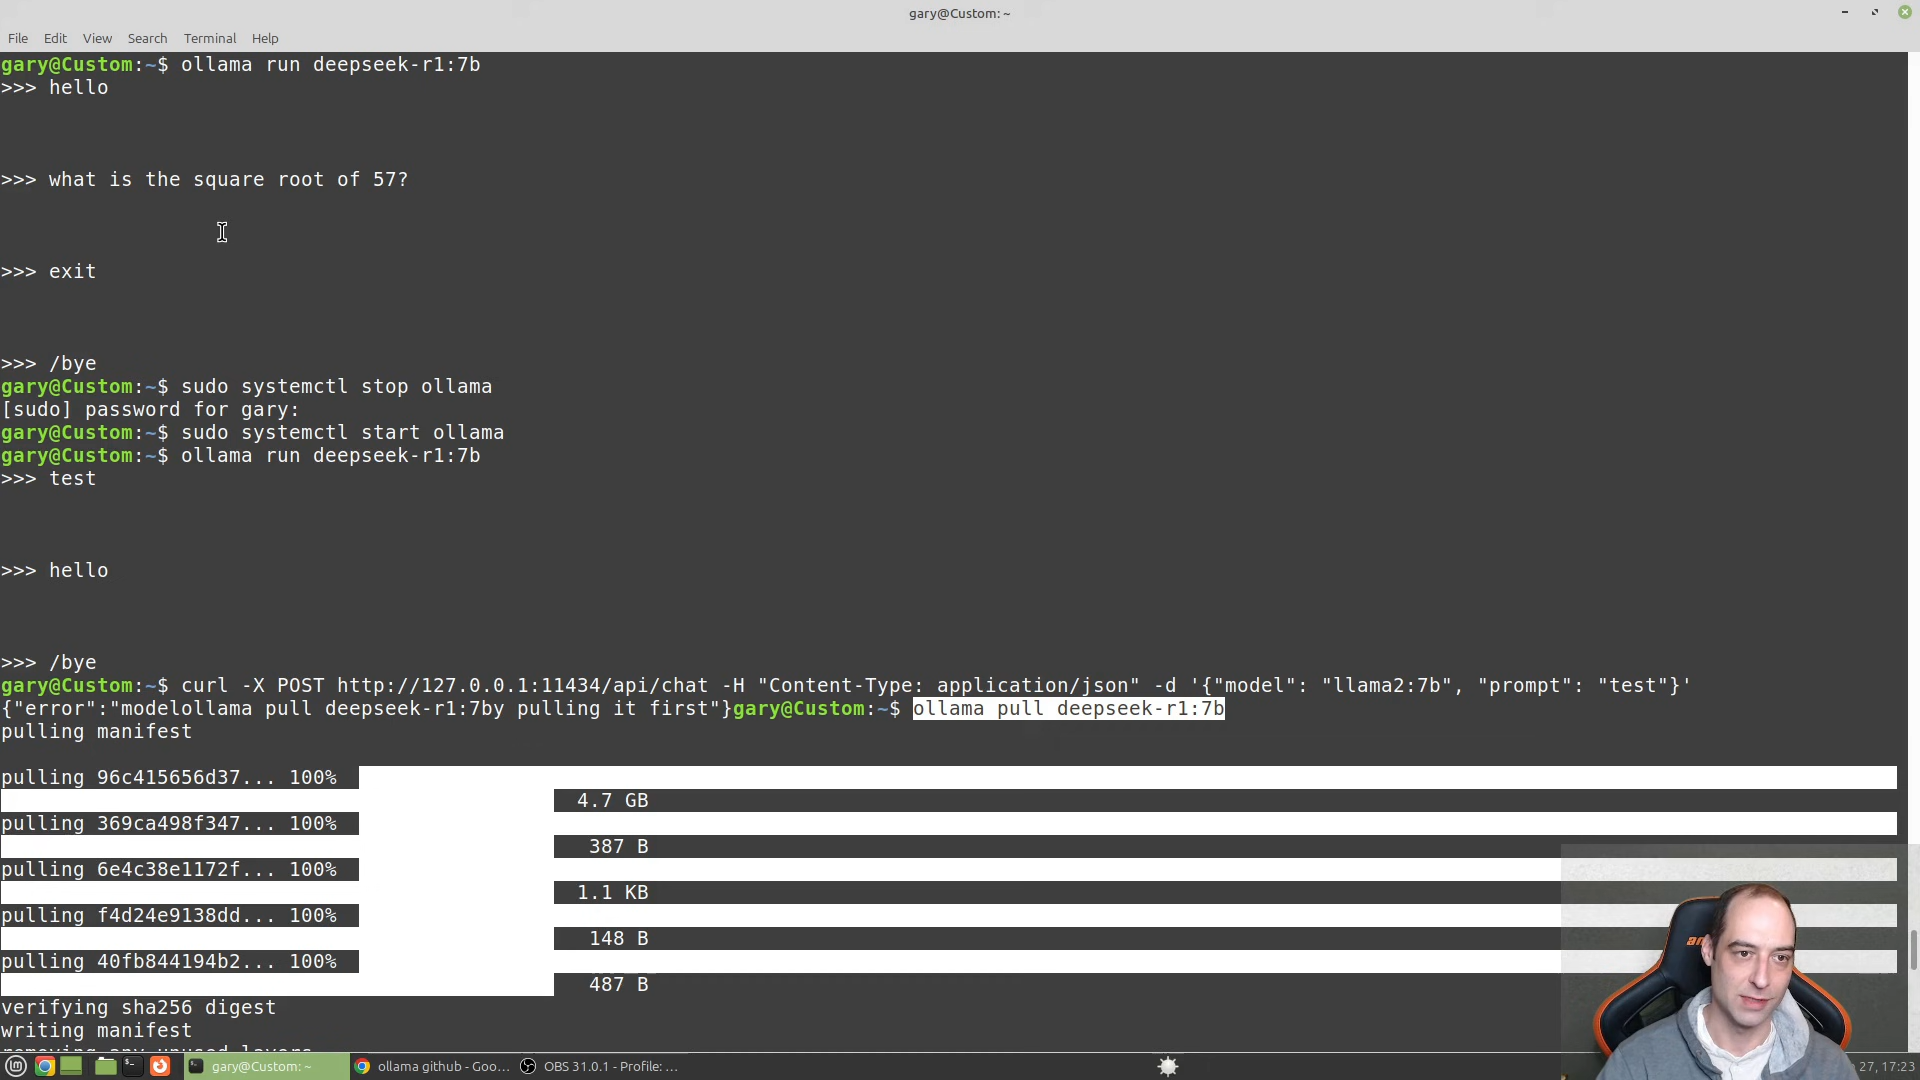 gary@Custom: ~
File Edit View Search Terminal Help
gary@Custom:~$ ollama run deepseek-r1:7b
>>> hello
>>> what is the square root of 57?
>>> exit
>>> /bye
gary@Custom:~$ sudo systemctl stop ollama
[sudo] password for gary:
gary@Custom:~$ sudo systemctl start ollama
gary@Custom:~$ ollama run deepseek-r1:7b
>>> test
>>> hello
>>> /bye
gary@Custom:~$ curl -X POST http://127.0.0.1:11434/api/chat -H "Content-Type: application/json" -d '{"model": "llama2:7b", "prompt": "test"}'
{"error":"modelollama pull deepseek-r1:7by pulling it first"}gary@Custom:~$ ollama pull deepseek-r1:7b
pulling manifest
pulling 96c415656d37... 100%
4.7 GB
pulling 369ca498f347... 100%
387 B
pulling 6e4c38e1172f... 100%
1.1 KB
pulling f4d24e9138dd... 100%
148 B
pulling 40fb844194b2... 100%
487 B
verifying sha256 digest
writing manifest
removing any unused layers
gary@Custom: ~ ollama github - Goo... OBS 31.0.1 - Profile: ... 27, 17:23